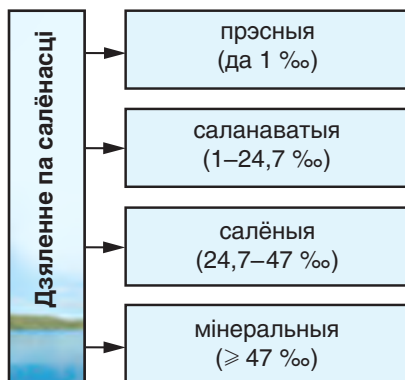 Дзяленне па салёнасці
прэсныя
(да 1 ‰)
саланаватыя
(1–24,7 ‰)
салёныя
(24,7–47 ‰)
мінеральныя
(⩾ 47 ‰)